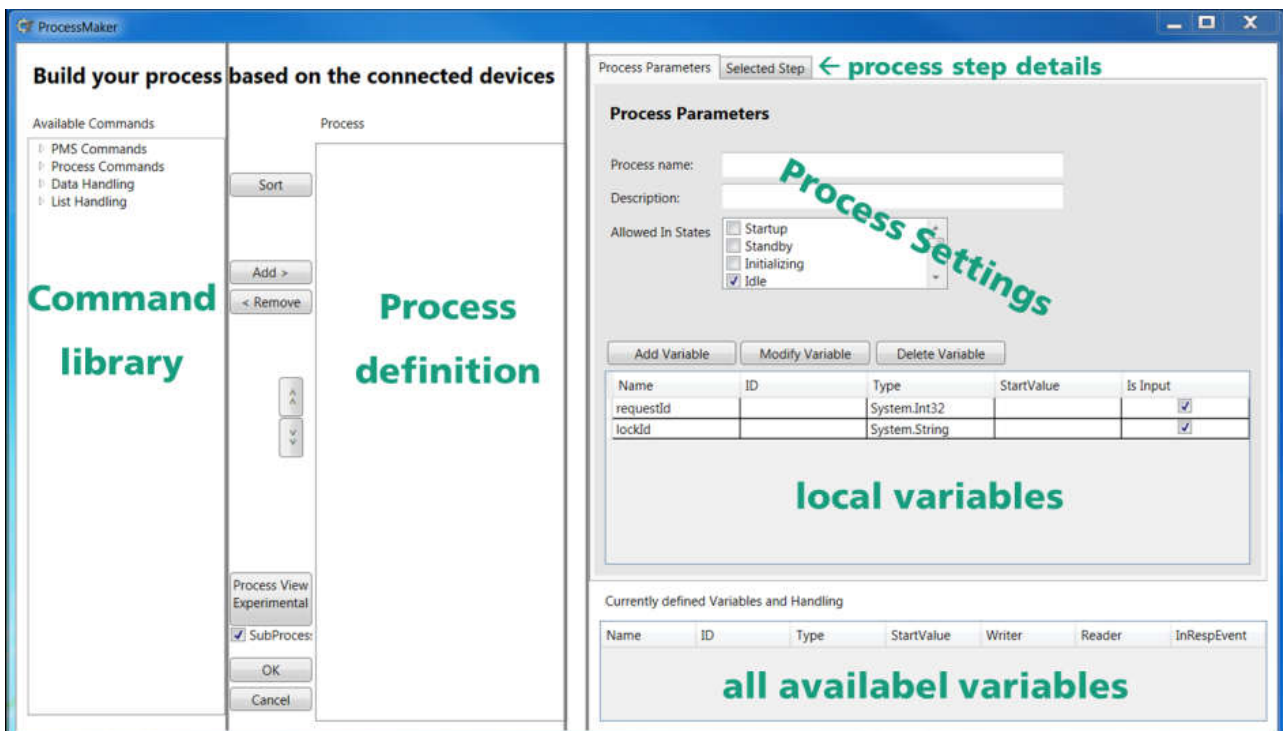 ProcessMaker
Build your process based on the connected devices
Available Commands
PMS Commands
Process Commands
Data Handling
List Handling
Command
library
Sort
Add >
< Remove
Process View
Experimental
SubProces
OK
Cancel
Process
Process
definition
Process Parameters
Selected Step
← process step details
Process Parameters
Process name:
Description:
Allowed In States
Startup
Standby
Initializing
Idle
Process Settings
Add Variable
Modify Variable
Delete Variable
Name ID Type StartValue Is Input
requestId System.Int32
lockId System.String
local variables
Currently defined Variables and Handling
Name ID Type StartValue Writer Reader InRespEvent
all availabel variables